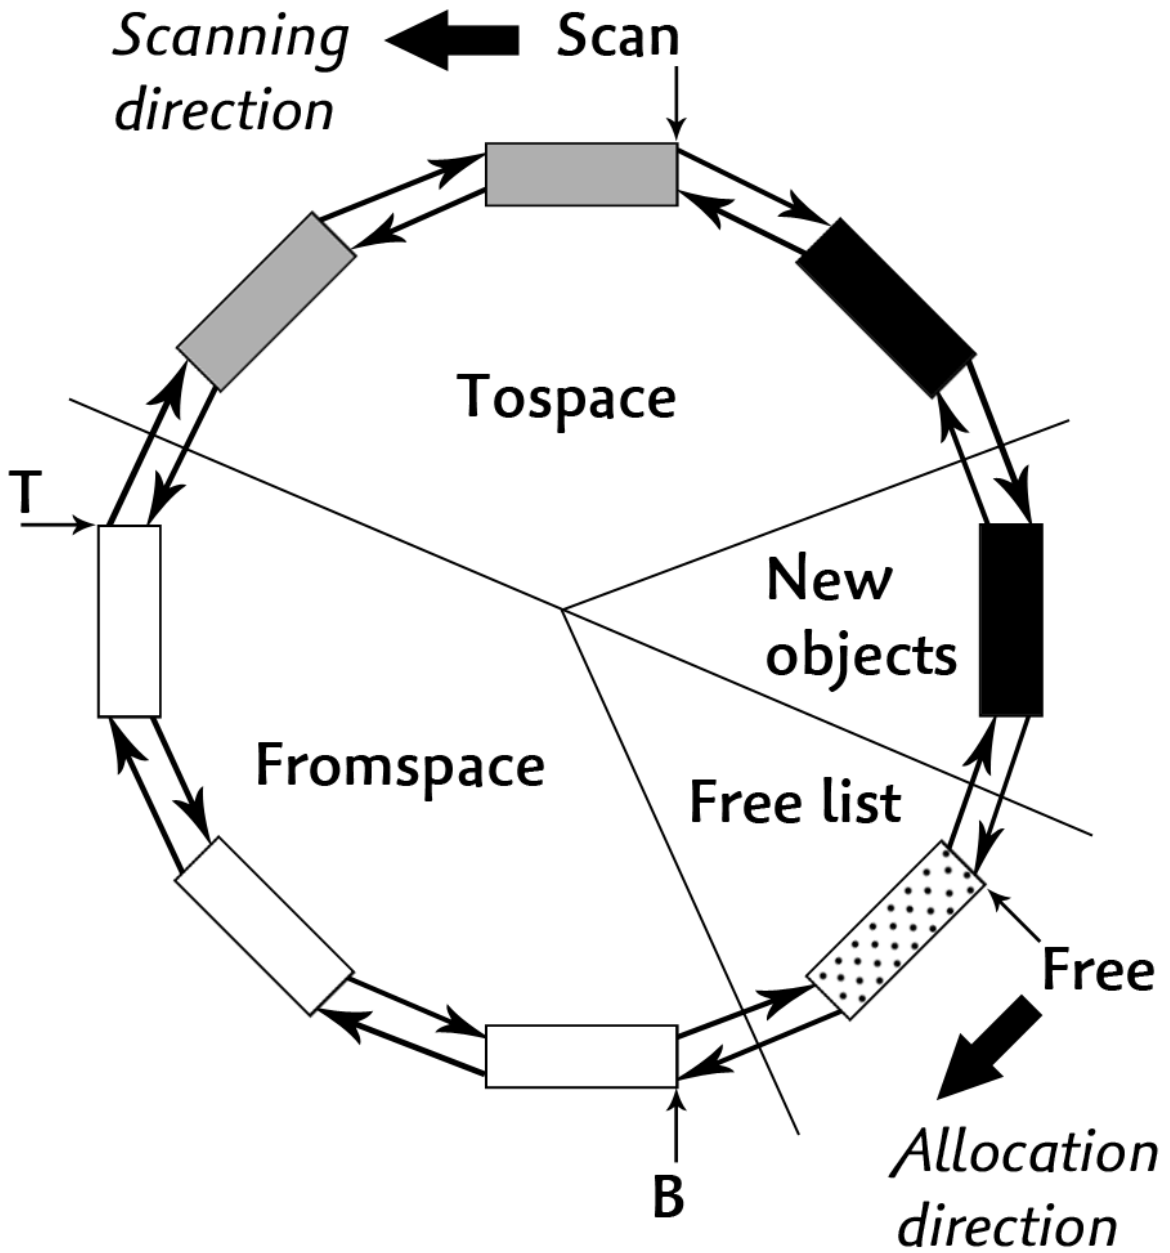 Scanning
direction
Scan
Tospace
T
New
objects
Fromspace
Free list
Free
B
Allocation
direction